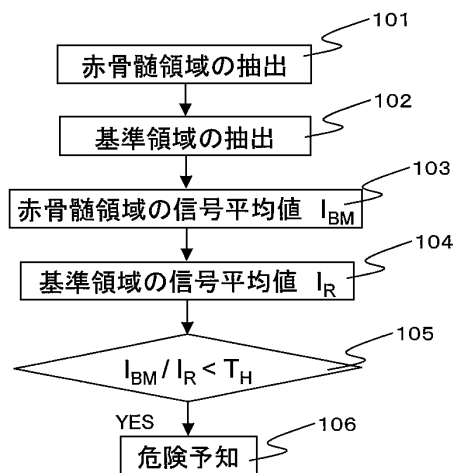 101
赤骨髄領域の抽出
102
基準領域の抽出
103
赤骨髄領域の信号平均値 I_BM
104
基準領域の信号平均値 I_R
105
I_BM / I_R < T_H
YES
106
危険予知